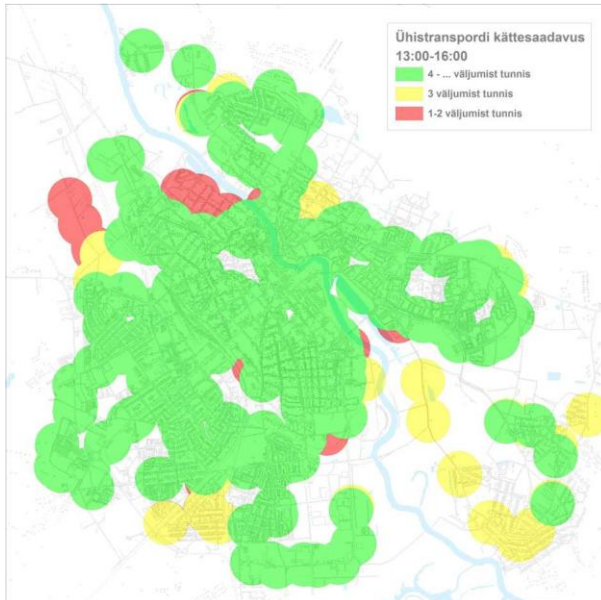 Ühistranspordi kättesaadavus
13:00-16:00
4 - ... väljumist tunnis
3 väljumist tunnis
1-2 väljumist tunnis